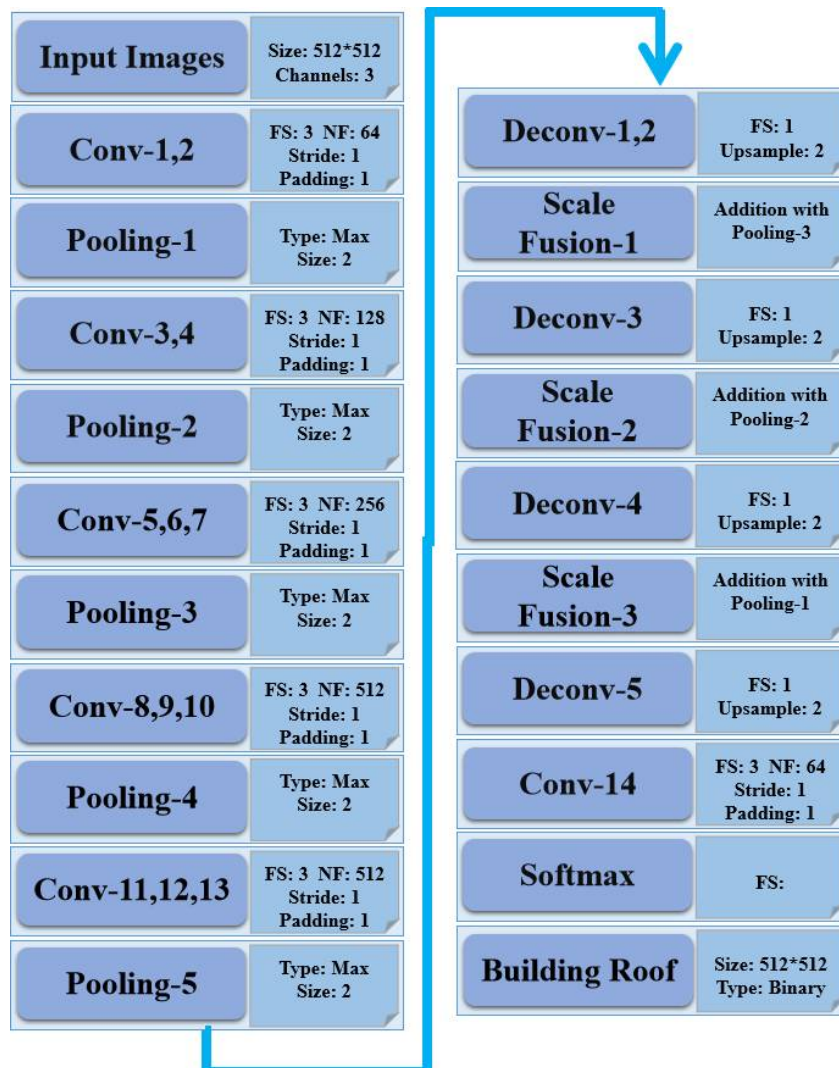 Input Images
Size: 512*512
Channels: 3
Conv-1,2
FS: 3 NF: 64
Stride: 1
Padding: 1
Pooling-1
Type: Max
Size: 2
Conv-3,4
FS: 3 NF: 128
Stride: 1
Padding: 1
Pooling-2
Type: Max
Size: 2
Conv-5,6,7
FS: 3 NF: 256
Stride: 1
Padding: 1
Pooling-3
Type: Max
Size: 2
Conv-8,9,10
FS: 3 NF: 512
Stride: 1
Padding: 1
Pooling-4
Type: Max
Size: 2
Conv-11,12,13
FS: 3 NF: 512
Stride: 1
Padding: 1
Pooling-5
Type: Max
Size: 2
Deconv-1,2
FS: 1
Upsample: 2
Scale
Fusion-1
Addition with
Pooling-3
Deconv-3
FS: 1
Upsample: 2
Scale
Fusion-2
Addition with
Pooling-2
Deconv-4
FS: 1
Upsample: 2
Scale
Fusion-3
Addition with
Pooling-1
Deconv-5
FS: 1
Upsample: 2
Conv-14
FS: 3 NF: 64
Stride: 1
Padding: 1
Softmax
FS:
Building Roof
Size: 512*512
Type: Binary